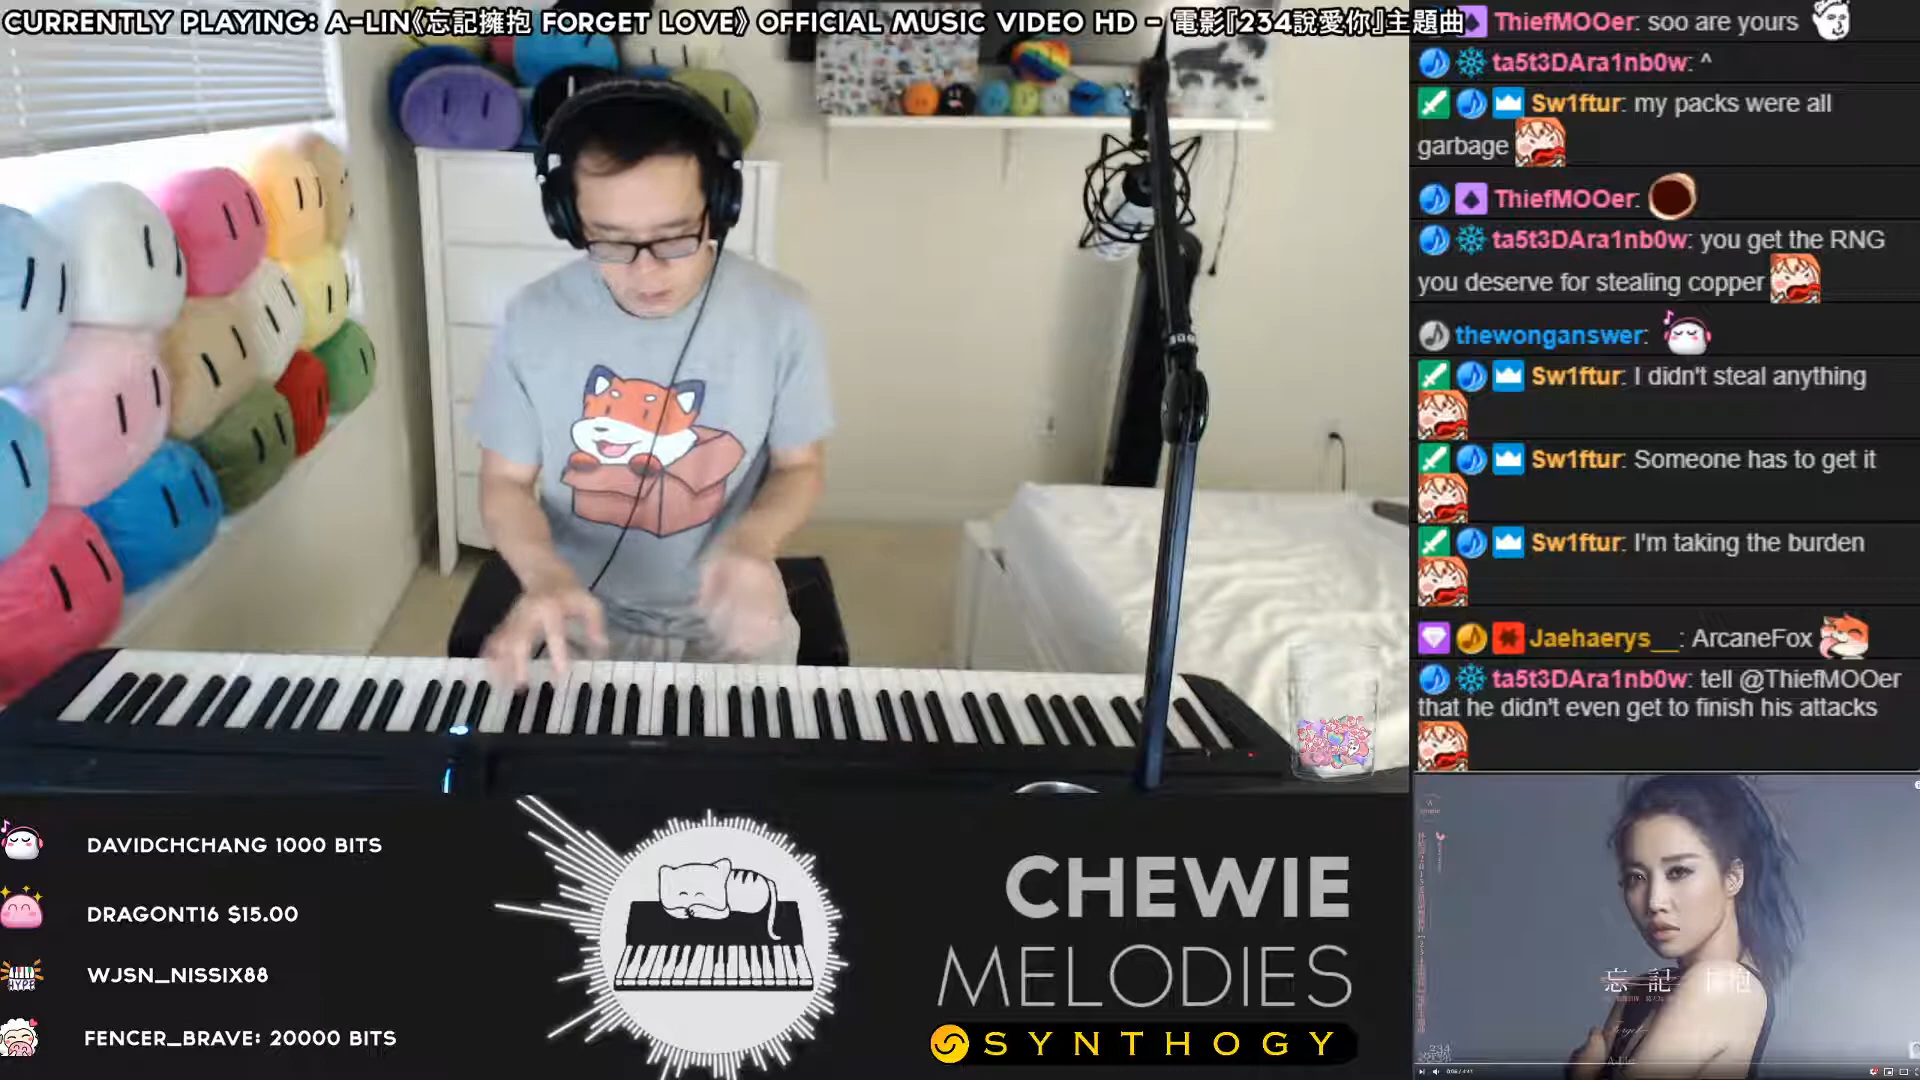 CURRENTLY PLAYING: A-LIN《忘記擁抱 FORGET LOVE》OFFICIAL MUSIC VIDEO HD - 電影『234說愛你』主題曲
ThiefMOOer: soo are yours
ta5t3DAra1nb0w: ^
Sw1ftur: my packs were all
garbage
ThiefMOOer:
ta5t3DAra1nb0w: you get the RNG
you deserve for stealing copper
thewonganswer:
Sw1ftur: I didn't steal anything
Sw1ftur: Someone has to get it
Sw1ftur: I'm taking the burden
Jaehaerys__: ArcaneFox
ta5t3DAra1nb0w: tell @ThiefMOOer
that he didn't even get to finish his attacks
DAVIDCHCHANG 1000 BITS
DRAGONT16 $15.00
WJSN_NISSIX88
HYPE
FENCER_BRAVE: 20000 BITS
CHEWIE
MELODIES
SYNTHOGY
忘記擁抱